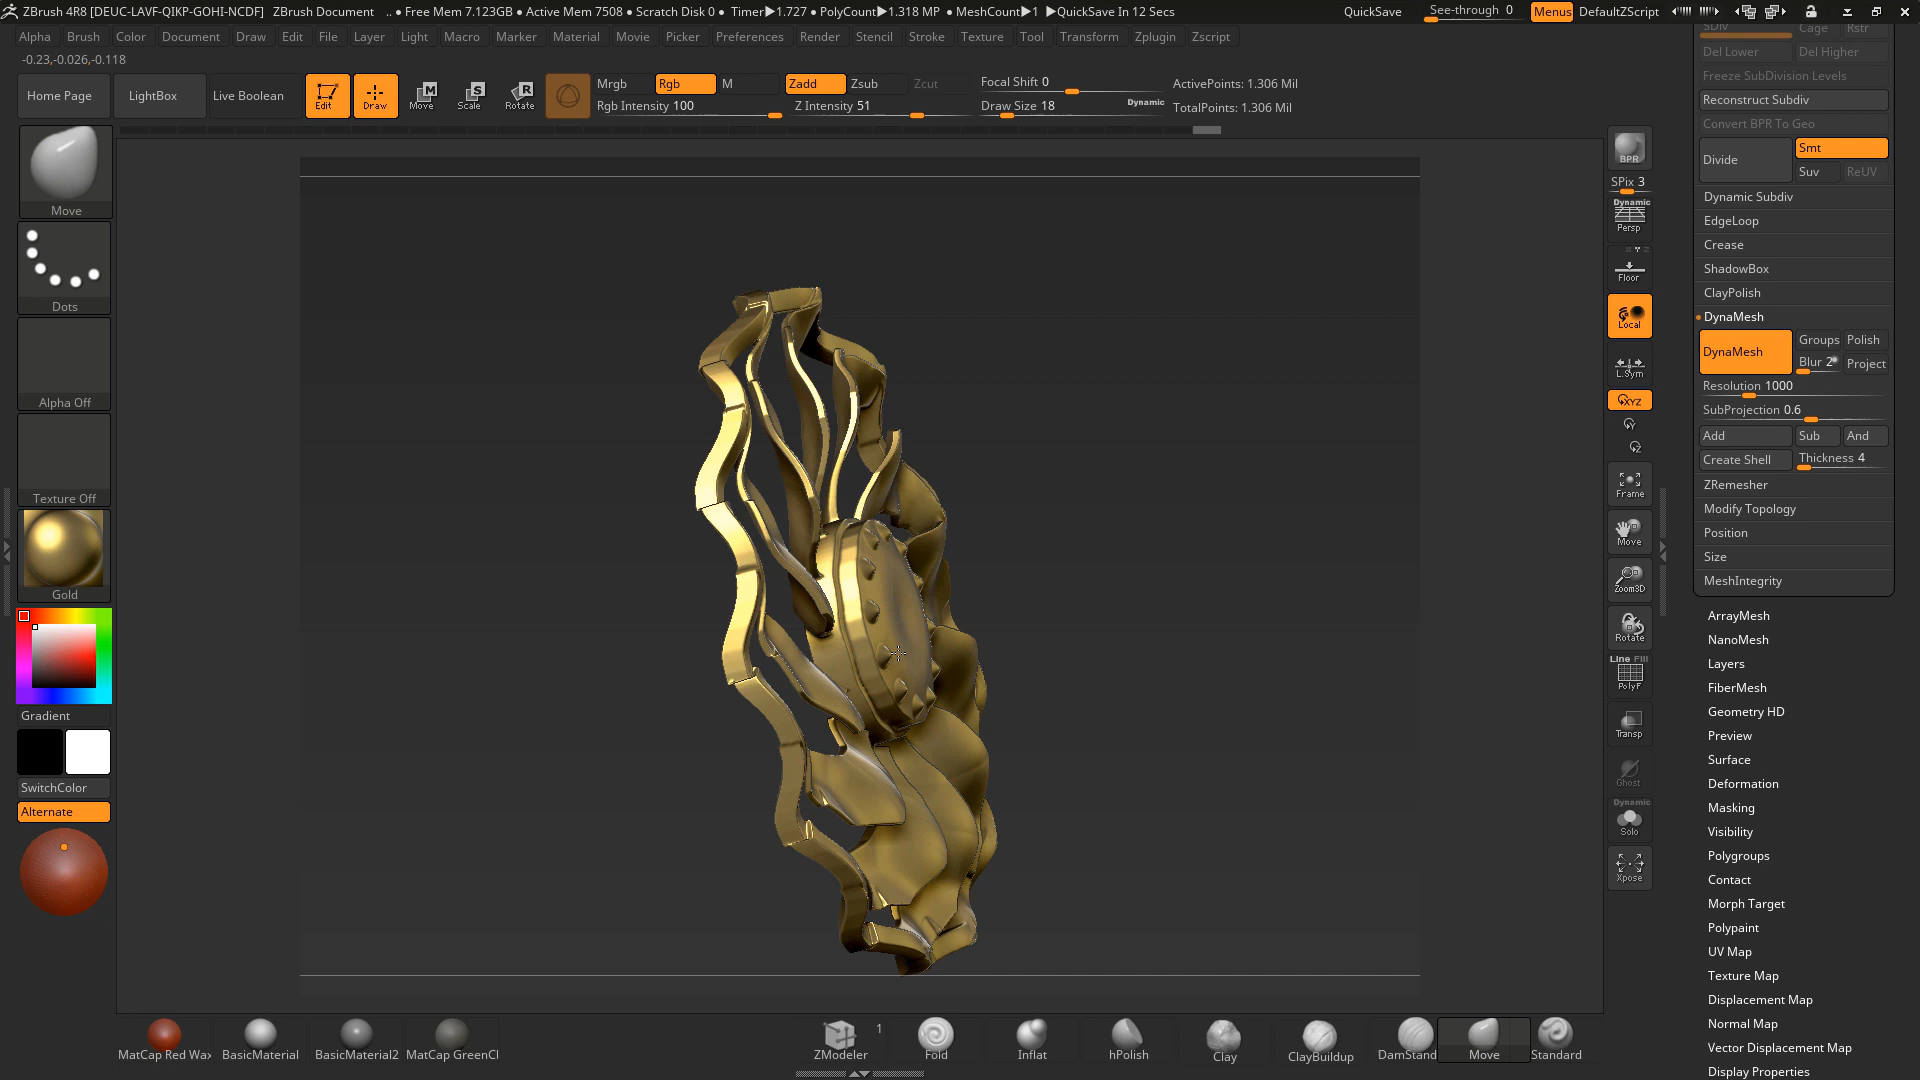 ZBrush 4R8 [DEUC-LAVF-QIKP-GOHI-NCDF] ZBrush Document .. • Free Mem 7.123GB • Active Mem 7508 • Scratch Disk 0 • Timer▶1.727 • PolyCount▶1.318 MP • MeshCount▶1 ▶QuickSave In 12 Secs QuickSave See-through 0 Menus DefaultZScript
Alpha Brush Color Document Draw Edit File Layer Light Macro Marker Material Movie Picker Preferences Render Stencil Stroke Texture Tool Transform Zplugin Zscript
-0.23,-0.026,-0.118
Home Page LightBox Live Boolean Edit Draw Move Scale Rotate
Mrgb Rgb M Zadd Zsub Zcut Focal Shift 0 ActivePoints: 1.306 Mil
Rgb Intensity 100 Z Intensity 51 Draw Size 18 Dynamic TotalPoints: 1.306 Mil
Move
Dots
Alpha Off
Texture Off
Gold
Gradient
SwitchColor
Alternate
BPR
SPix 3
Dynamic
Persp
Floor
Local
L.Sym
XYZ
Y
Z
Frame
Move
Zoom3D
Rotate
Line Fill
PolyF
Transp
Ghost
Dynamic
Solo
Xpose
SDiv Cage Rstr
Del Lower Del Higher
Freeze SubDivision Levels
Reconstruct Subdiv
Convert BPR To Geo
Divide Smt
Suv ReUV
Dynamic Subdiv
EdgeLoop
Crease
ShadowBox
ClayPolish
DynaMesh
DynaMesh Groups Polish
Blur 2 Project
Resolution 1000
SubProjection 0.6
Add Sub And
Create Shell Thickness 4
ZRemesher
Modify Topology
Position
Size
MeshIntegrity
ArrayMesh
NanoMesh
Layers
FiberMesh
Geometry HD
Preview
Surface
Deformation
Masking
Visibility
Polygroups
Contact
Morph Target
Polypaint
UV Map
Texture Map
Displacement Map
Normal Map
Vector Displacement Map
Display Properties
MatCap Red Wax BasicMaterial BasicMaterial2 MatCap GreenCl
1
ZModeler Fold Inflat hPolish Clay ClayBuildup DamStand Move Standard